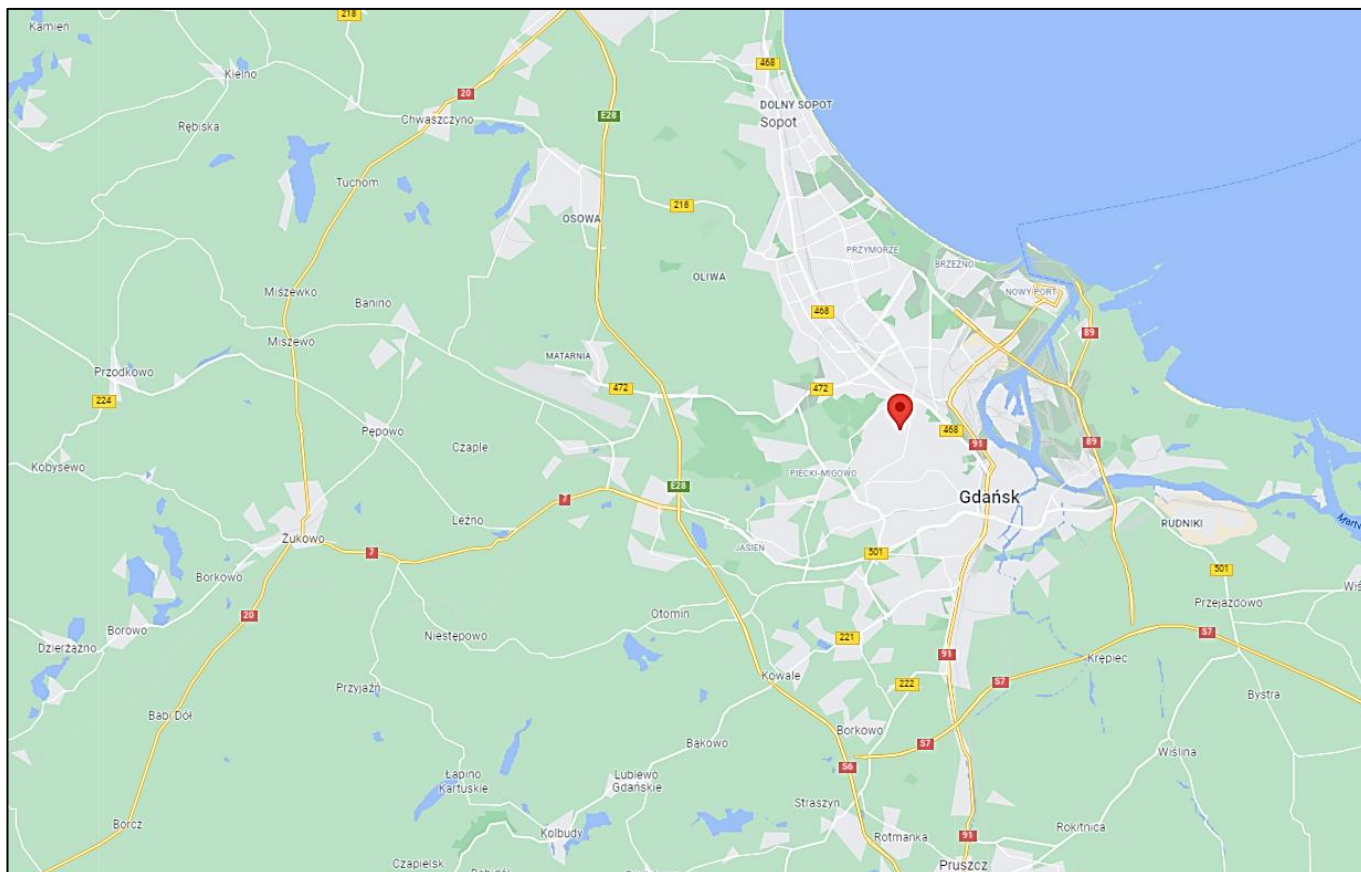 218
Kamień
468
Kielno
20
DOLNY SOPOT
Sopot
E28
Chwaszczyno
Rębiska
Tuchom
218
OSOWA
PRZYMORZE
BRZEŹNO
OLIWA
Miszewko
NOWY PORT
Banino
468
89
Miszewo
MATARNIA
Przodkowo
472
472
224
Pępowo
468
91
89
Czaple
Kobysewo
PIECKI-MIGOWO
E28
7
Gdańsk
Leźno
RUDNIKI
Żukowo
7
JASIEŃ
501
501
Borkowo
Przejazdowo
20
Otomin
Borowo
Niestępowo
221
S7
Dzierżążno
91
Krępiec
Kowale
S7
222
Przyjaźń
Bystra
Babi Dół
Borkowo
Bąkowo
S7
Wiślina
S6
Łapino
Kartuskie
Lublewo
Gdańskie
Straszyn
Borcz
Kolbudy
Rotmanka
91
Rokitnica
Czapielsk
Pruszcz